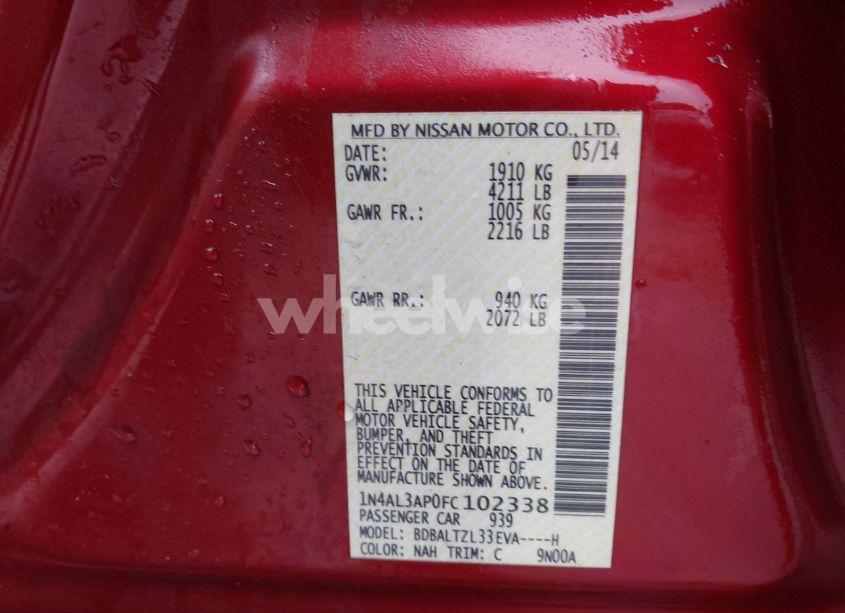 MFD BY NISSAN MOTOR CO., LTD.
DATE: 05/14
GVWR: 1910 KG
4211 LB
GAWR FR.: 1005 KG
2216 LB
GAWR RR.: 940 KG
2072 LB
wheelwise
THIS VEHICLE CONFORMS TO
ALL APPLICABLE FEDERAL
MOTOR VEHICLE SAFETY,
BUMPER, AND THEFT
PREVENTION STANDARDS IN
EFFECT ON THE DATE OF
MANUFACTURE SHOWN ABOVE.
1N4AL3AP0FC102338
PASSENGER CAR 939
MODEL: BDBALTZL33EVA----H
COLOR: NAH TRIM: C 9N00A